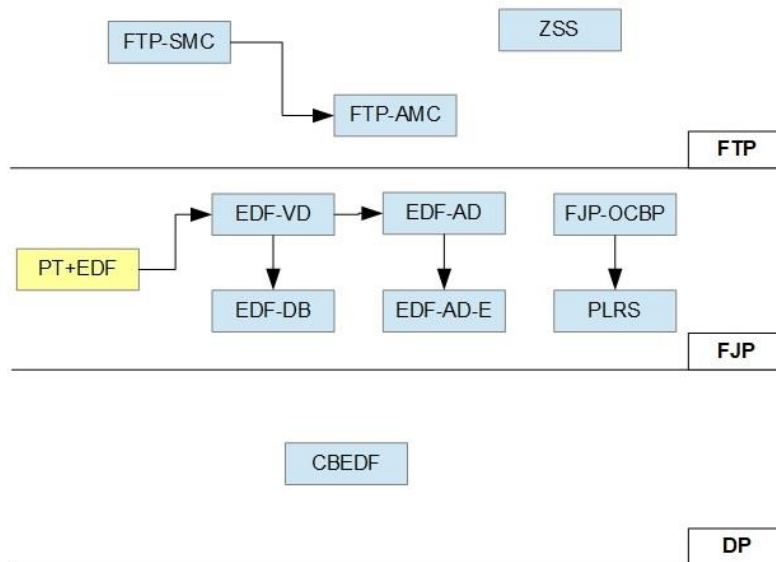 ZSS
FTP-SMC
FTP-AMC
FTP
EDF-VD
EDF-AD
FJP-OCBP
PT+EDF
EDF-DB
EDF-AD-E
PLRS
FJP
CBEDF
DP